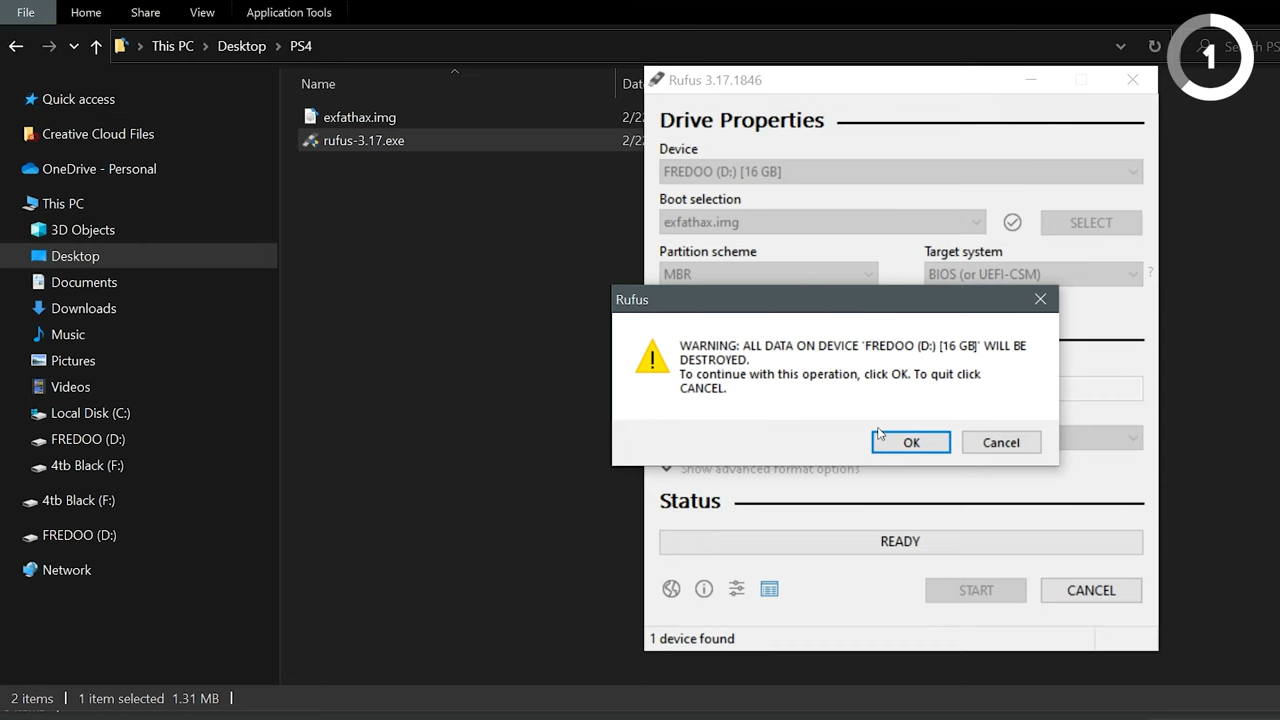 File
Home
Share
View
Application Tools
This PC
Desktop
PS4
1
Name
Quick access
Creative Cloud Files
OneDrive - Personal
This PC
3D Objects
Desktop
Documents
Downloads
Music
Pictures
Videos
Local Disk (C:)
FREDOO (D:)
4tb Black (F:)
4tb Black (F:)
FREDOO (D:)
Network
exfathax.img
2/2
rufus-3.17.exe
2/2
Rufus 3.17.1846
Drive Properties
Device
FREDOO (D:) [16 GB]
Boot selection
exfathax.img
SELECT
Partition scheme
Target system
MBR
BIOS (or UEFI-CSM)
?
Rufus
WARNING: ALL DATA ON DEVICE 'FREDOO (D:) [16 GB]' WILL BE
DESTROYED.
To continue with this operation, click OK. To quit click
CANCEL.
OK
Cancel
Show advanced format options
Status
READY
START
CANCEL
1 device found
2 items
1 item selected 1.31 MB